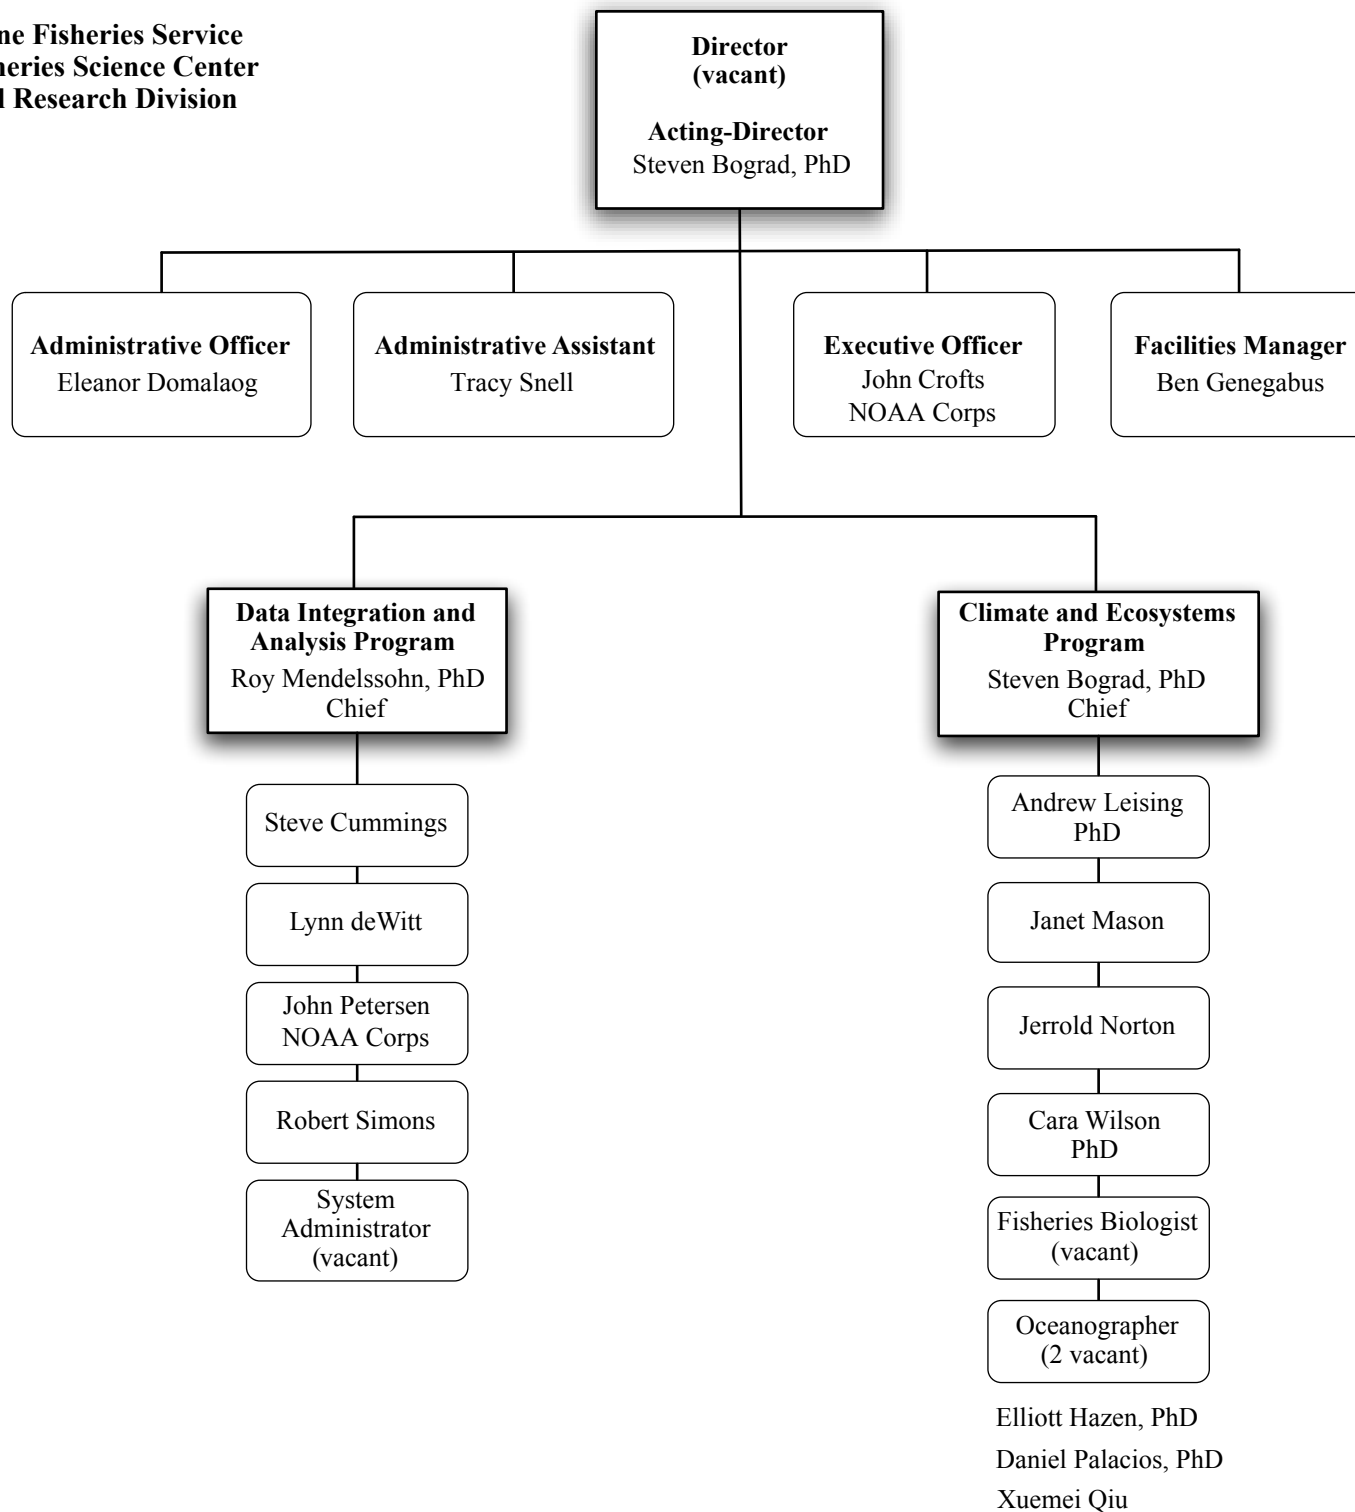 ne Fisheries Service
heries Science Center
l Research Division
Director
(vacant)
Acting-Director
Steven Bograd, PhD
Administrative Officer
Eleanor Domalaog
Administrative Assistant
Tracy Snell
Executive Officer
John Crofts
NOAA Corps
Facilities Manager
Ben Genegabus
Data Integration and
Analysis Program
Roy Mendelssohn, PhD
Chief
Steve Cummings
Lynn deWitt
John Petersen
NOAA Corps
Robert Simons
System
Administrator
(vacant)
Climate and Ecosystems
Program
Steven Bograd, PhD
Chief
Andrew Leising
PhD
Janet Mason
Jerrold Norton
Cara Wilson
PhD
Fisheries Biologist
(vacant)
Oceanographer
(2 vacant)
Elliott Hazen, PhD
Daniel Palacios, PhD
Xuemei Qiu